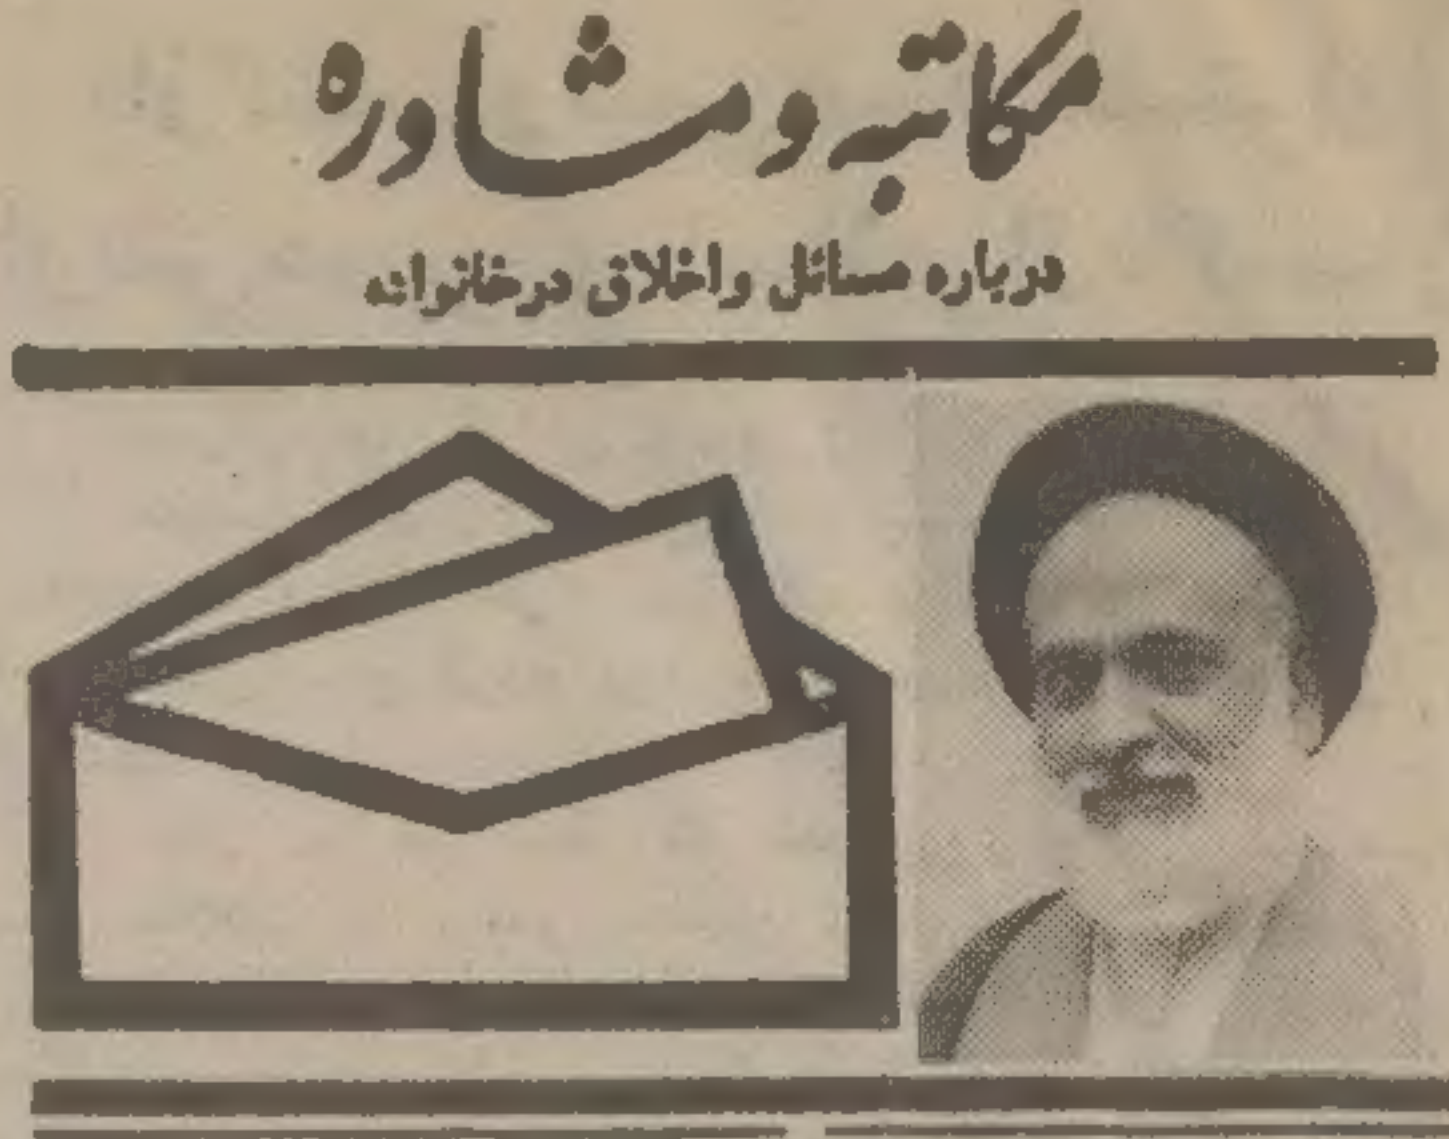 مکاتبه و مشاوره
درباره مسائل و اخلاق در خانواده